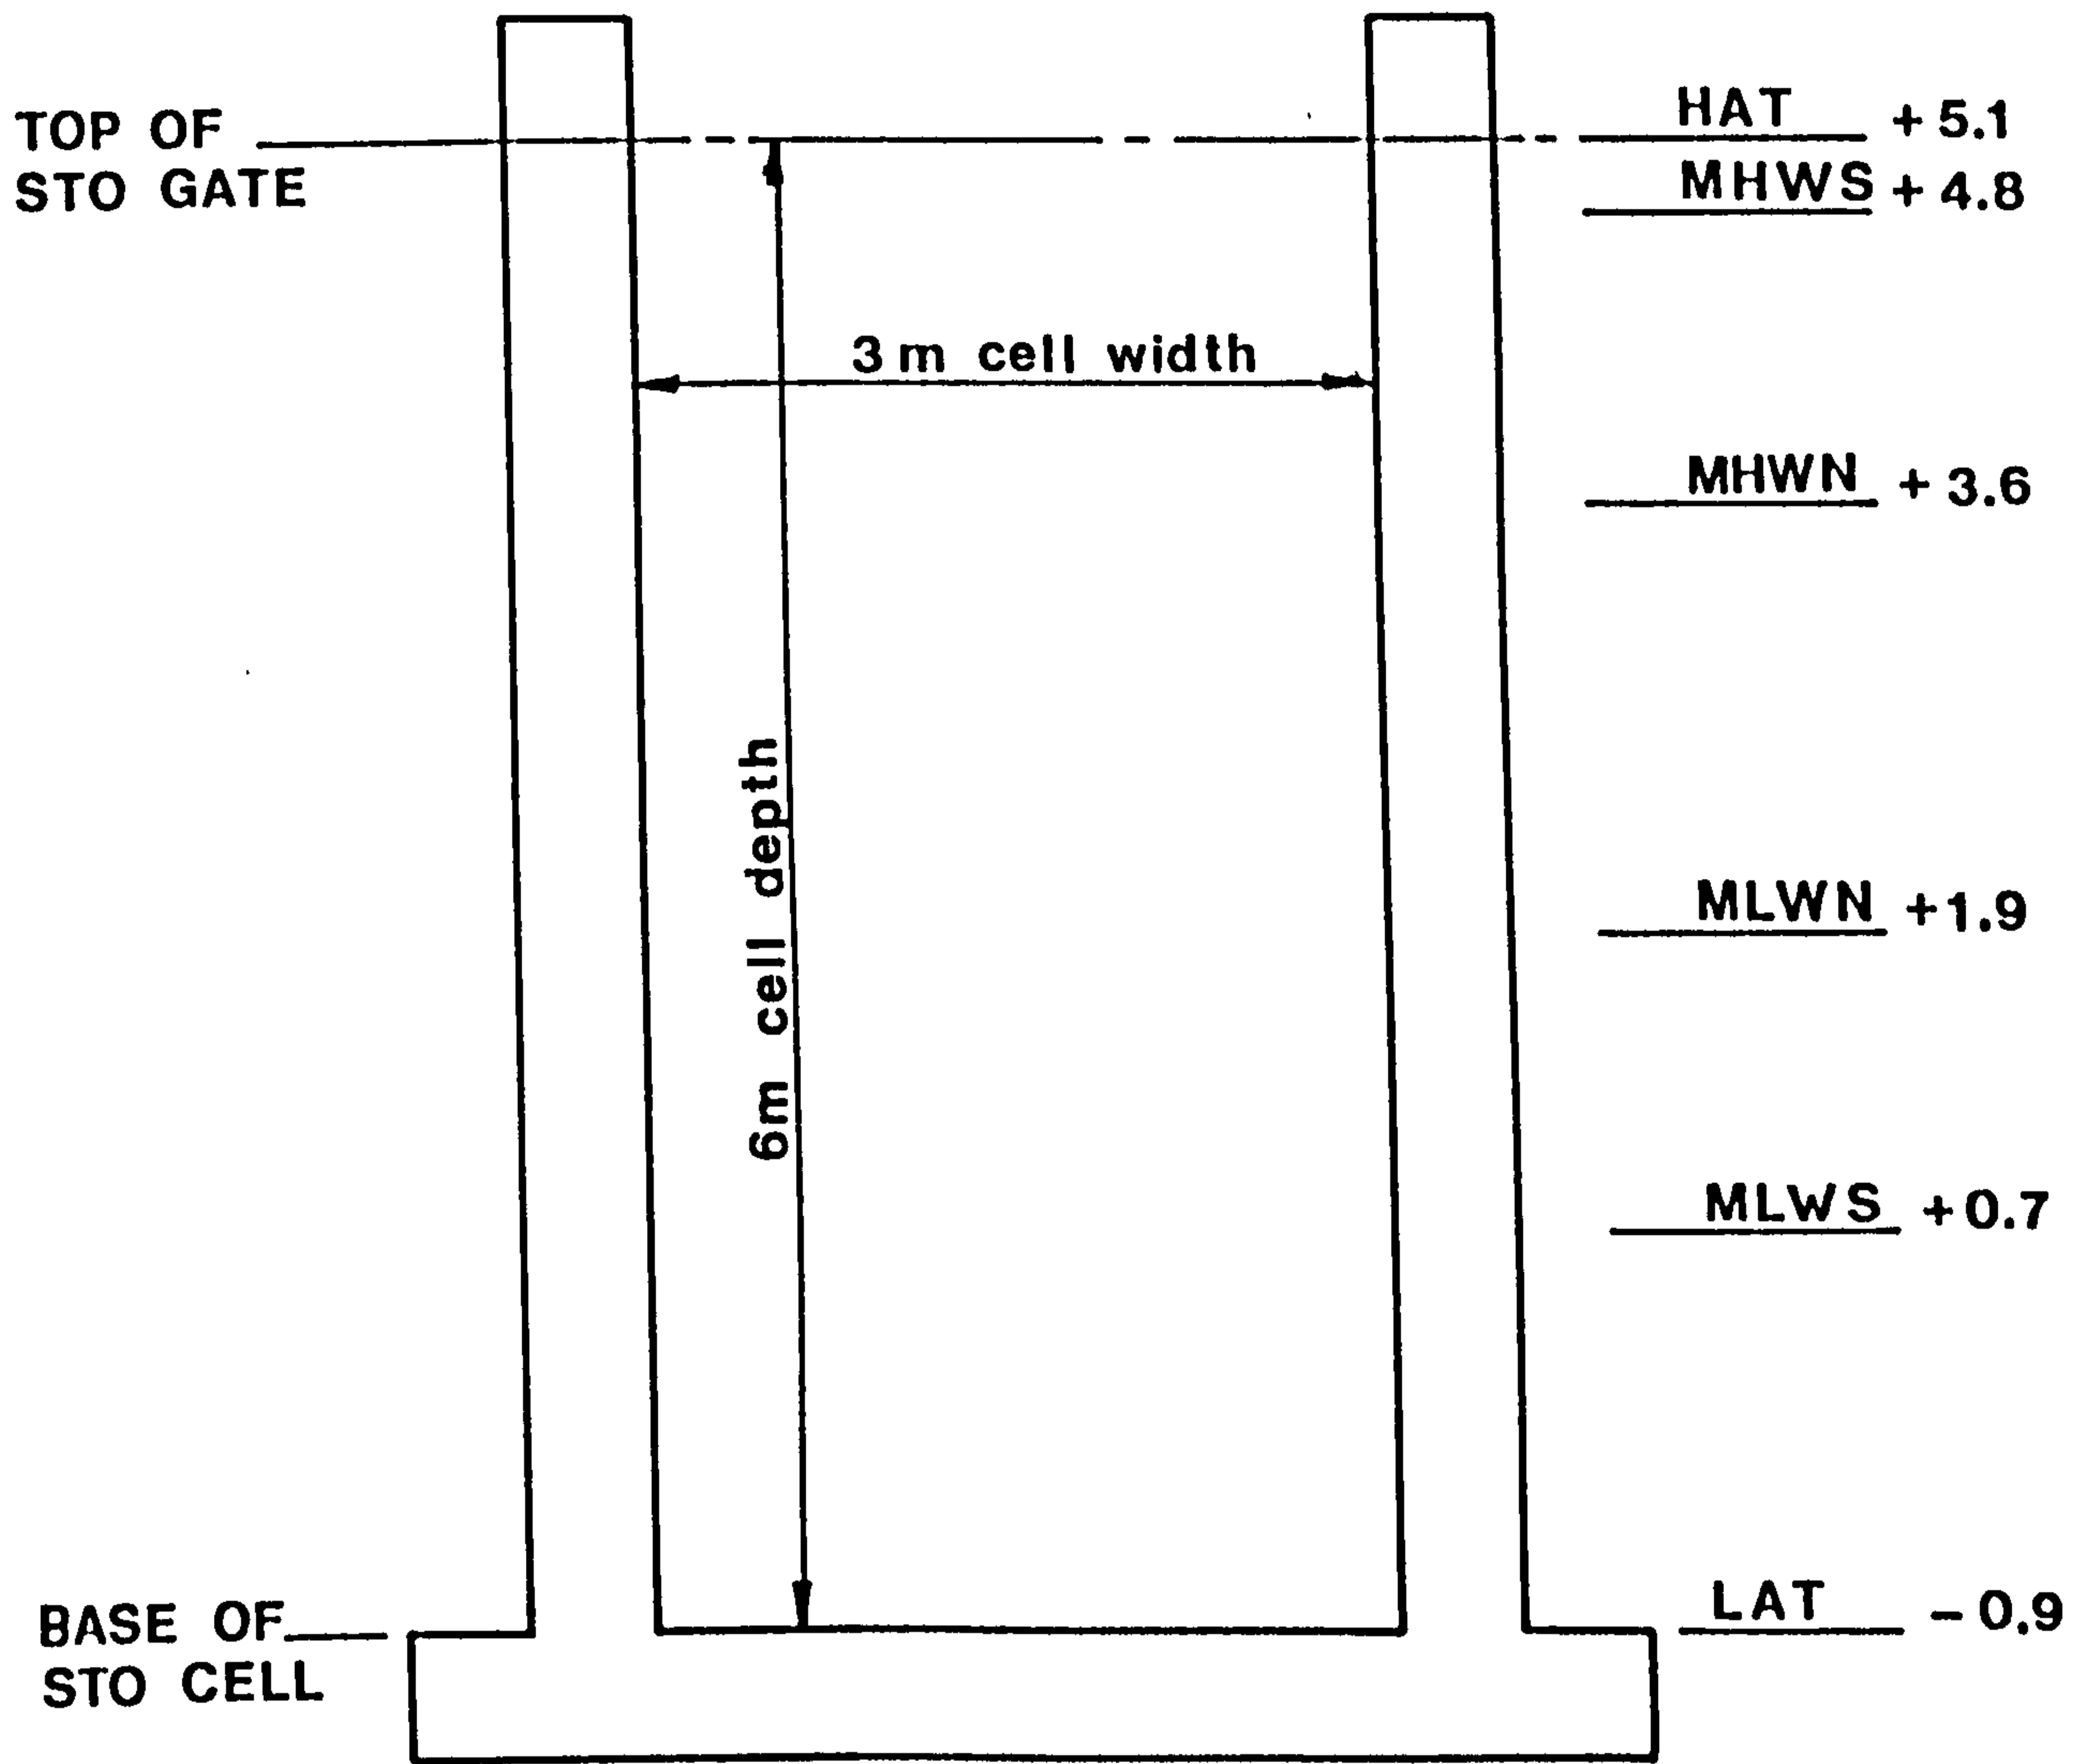 TOP OF
STO GATE
HAT +5.1
MHWS +4.8
3m cell width
MHWN +3.6
6m cell depth
MLWN +1.9
MLWS +0.7
BASE OF
STO CELL
LAT -0.9